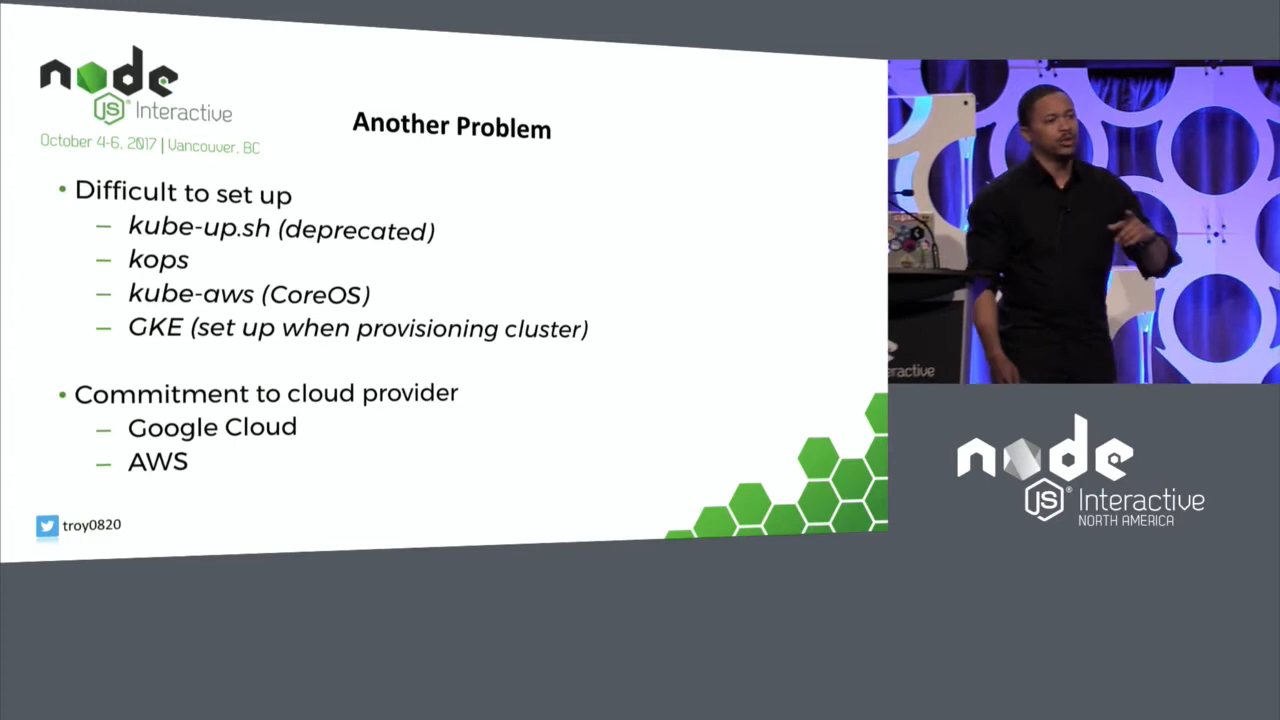 node
JS Interactive
October 4-6, 2017 | Vancouver, BC
Another Problem
• Difficult to set up
– kube-up.sh (deprecated)
– kops
– kube-aws (CoreOS)
– GKE (set up when provisioning cluster)
• Commitment to cloud provider
– Google Cloud
– AWS
troy0820
eractive
node
JS® Interactive
NORTH AMERICA